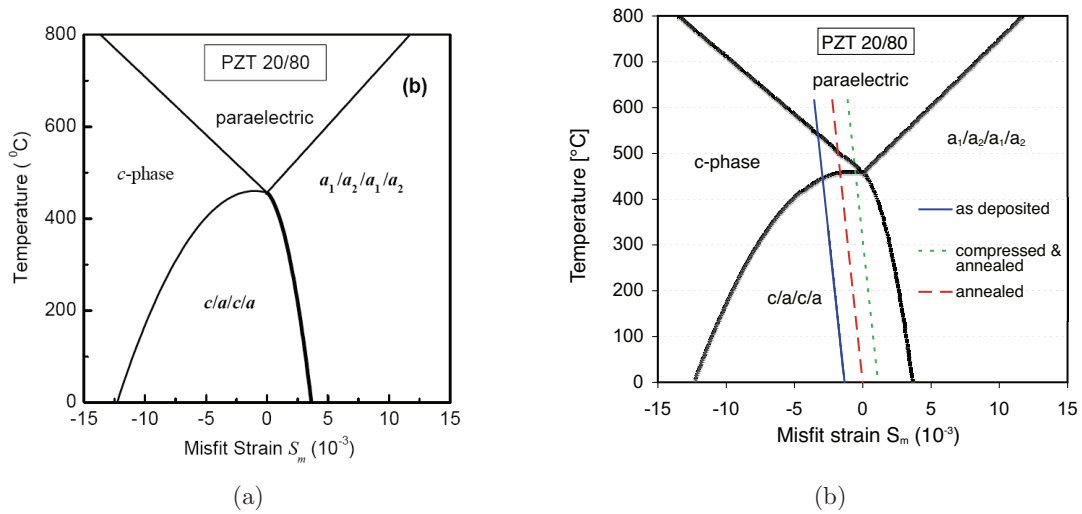 800
600
400
200
0
Temperature ( ⁰C)
PZT 20/80
(b)
paraelectric
c-phase
a₁/a₂/a₁/a₂
c/a/c/a
-15 -10 -5 0 5 10 15
Misfit Strain Sₘ (10⁻³)
(a)
800
700
600
500
400
300
200
100
0
Temperature [°C]
PZT 20/80
paraelectric
a₁/a₂/a₁/a₂
c-phase
as deposited
compressed &
annealed
annealed
c/a/c/a
-15 -10 -5 0 5 10 15
Misfit strain Sₘ (10⁻³)
(b)